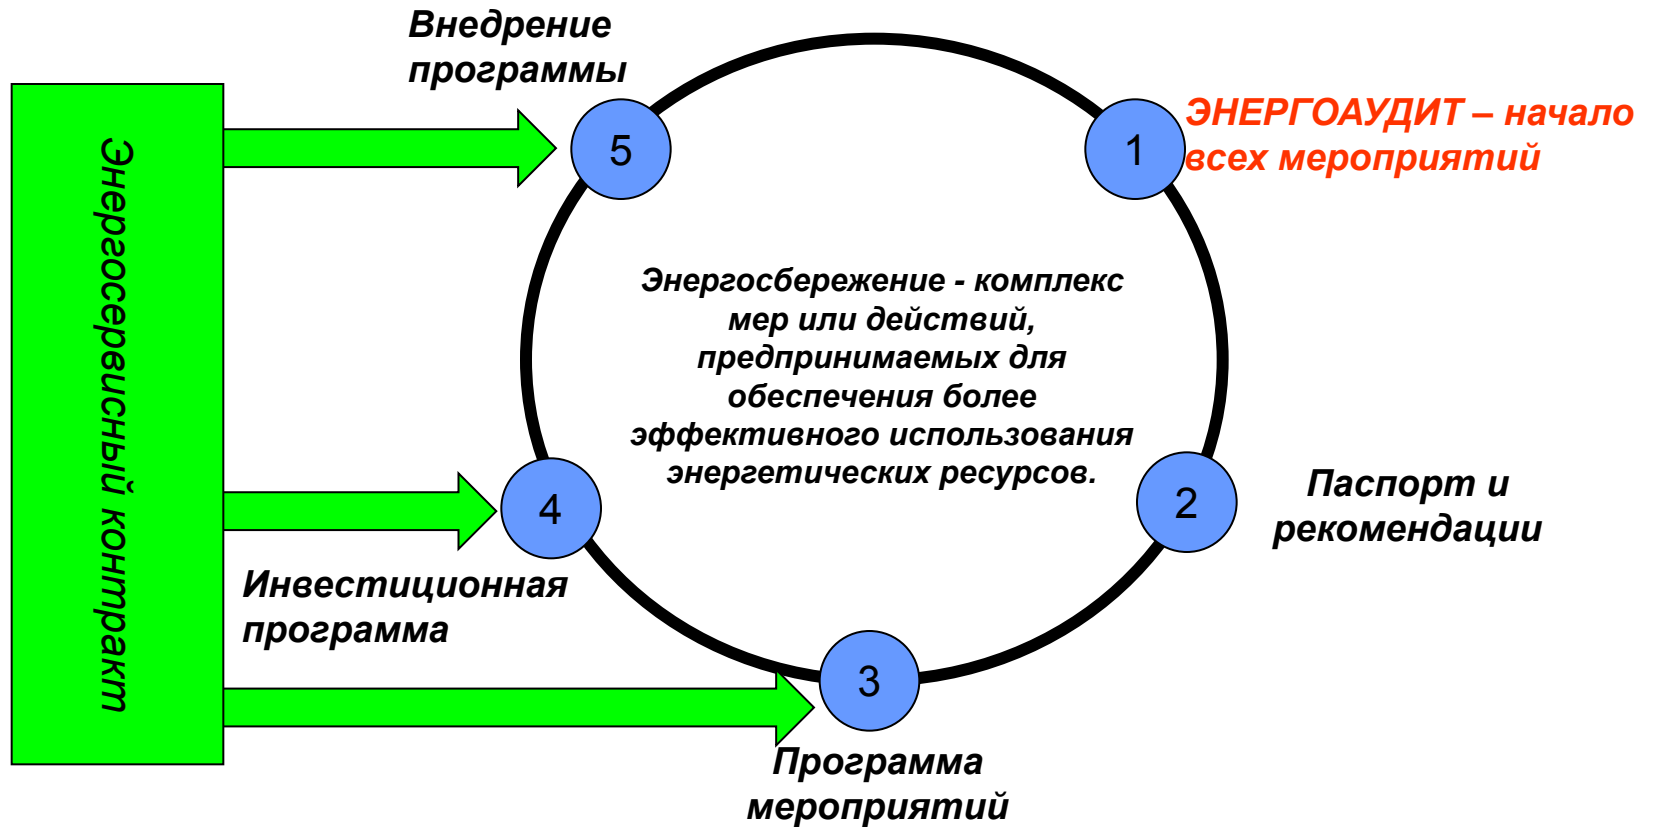 Внедрение
программы
Энергосервисный контракт
5
1
ЭНЕРГОАУДИТ – начало
всех мероприятий
Энергосбережение - комплекс
мер или действий,
предпринимаемых для
обеспечения более
эффективного использования
энергетических ресурсов.
4
2
Паспорт и
рекомендации
Инвестиционная
программа
3
Программа
мероприятий